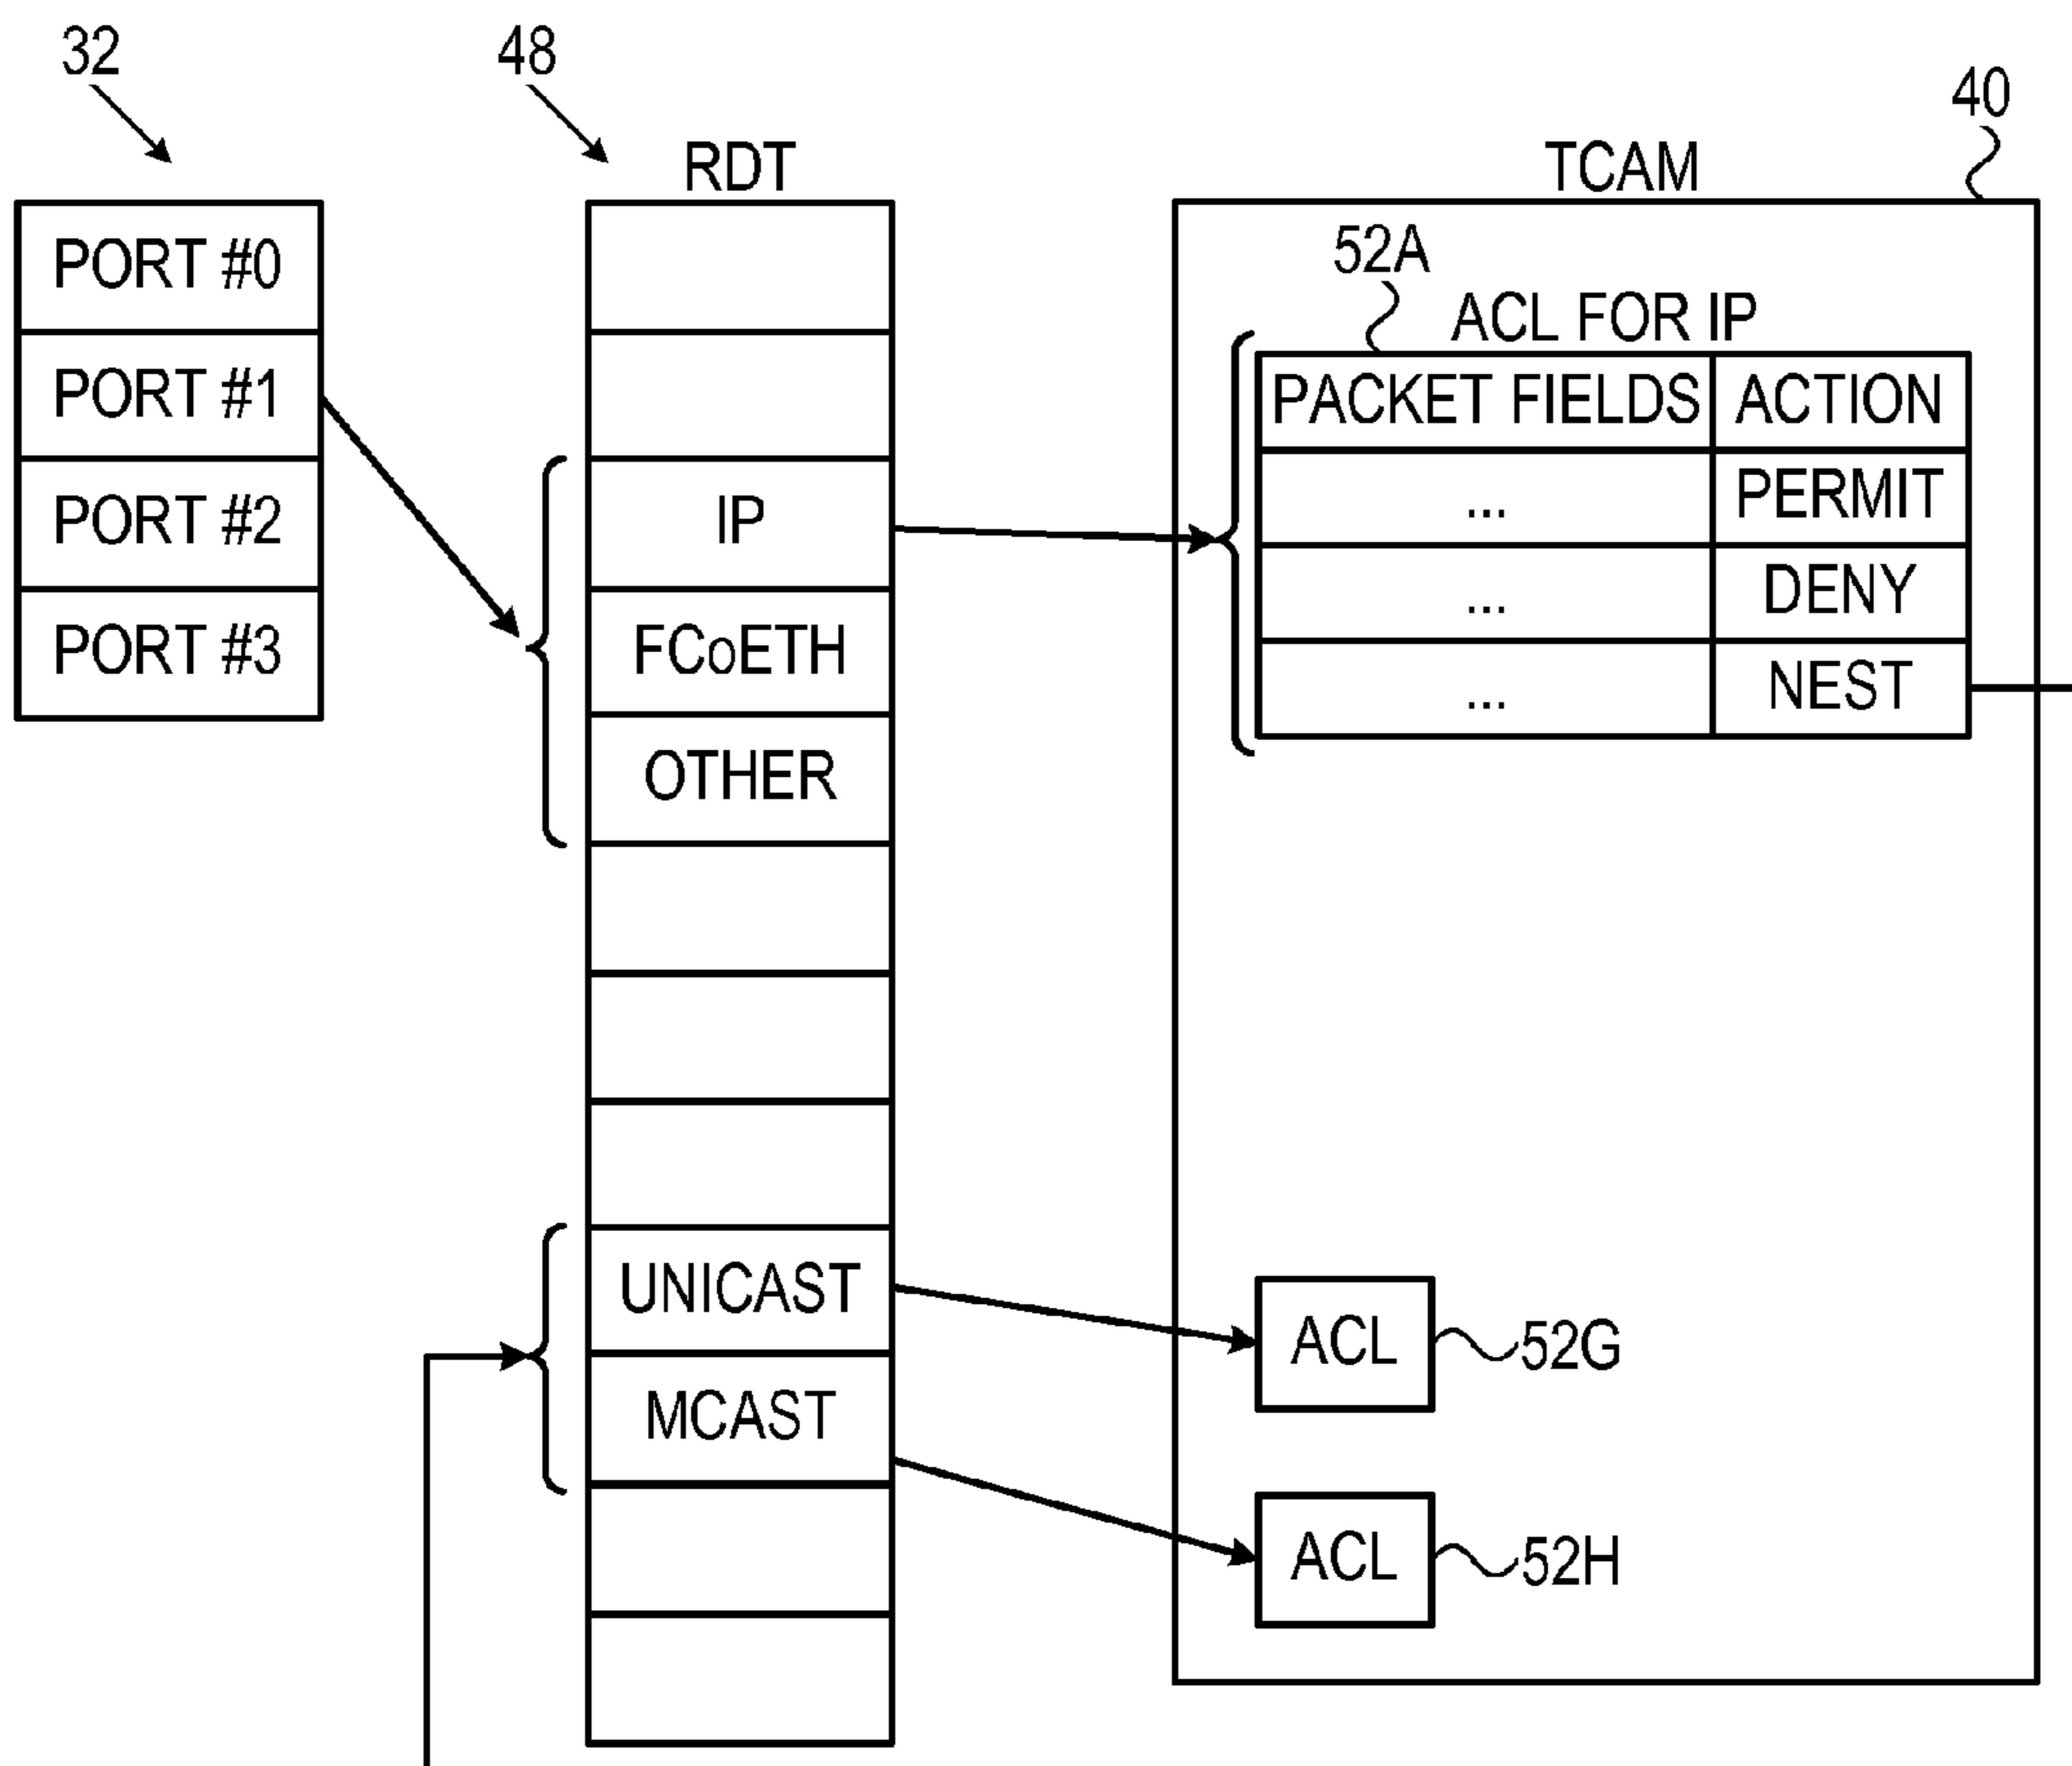 32
48
40
RDT
TCAM
PORT #0
PORT #1
PORT #2
PORT #3
IP
FCoETH
OTHER
UNICAST
MCAST
52A
ACL FOR IP
PACKET FIELDS ACTION
... PERMIT
... DENY
... NEST
ACL 52G
ACL 52H